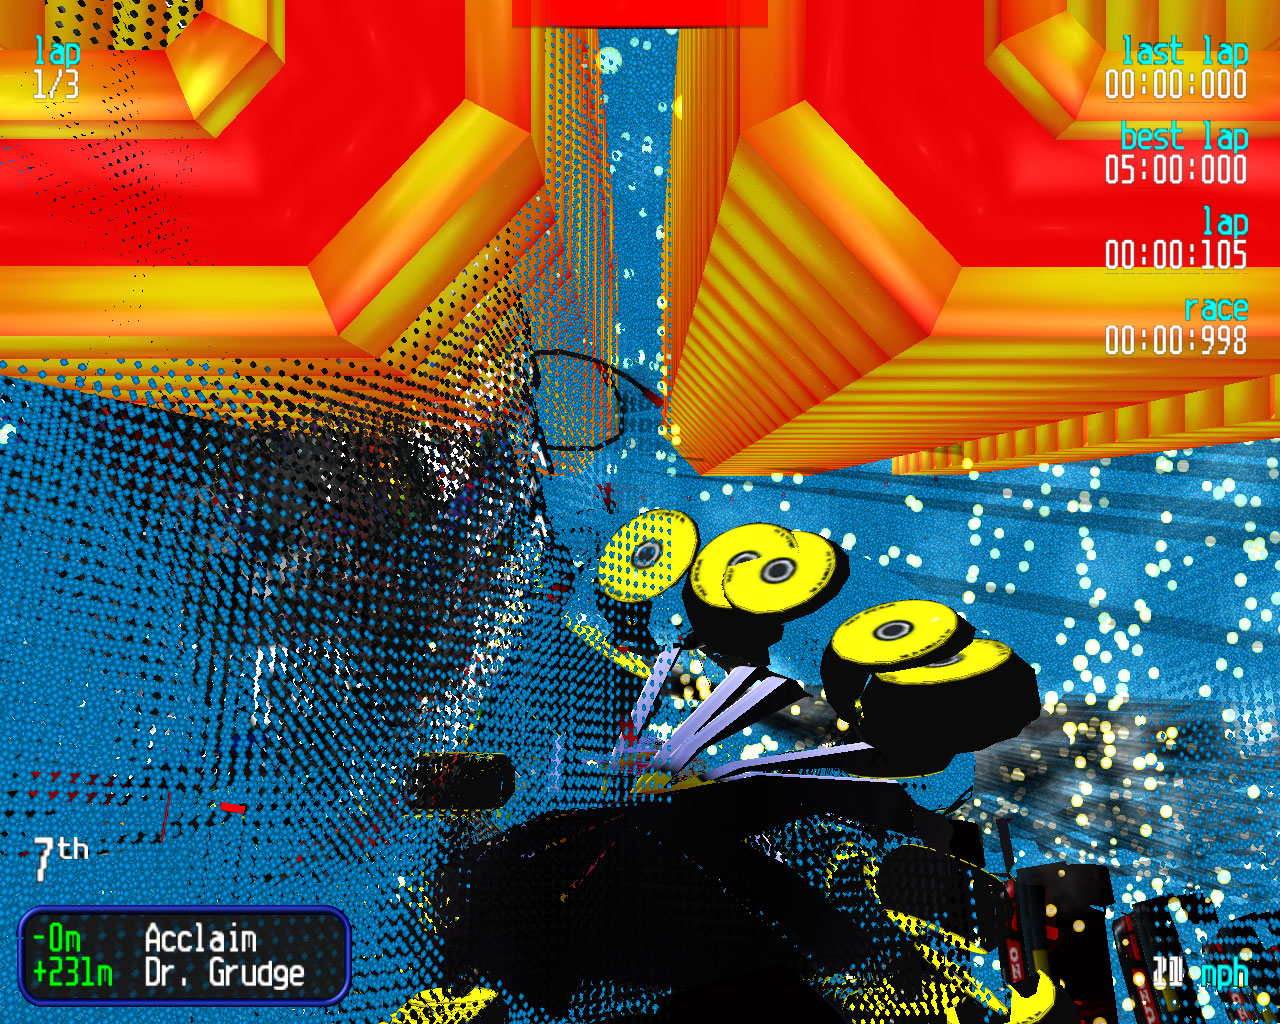 lap
1/3
last lap
00:00:000
best lap
05:00:000
lap
00:00:105
race
00:00:998
7th
-0m Acclaim
+231m Dr. Grudge
mph